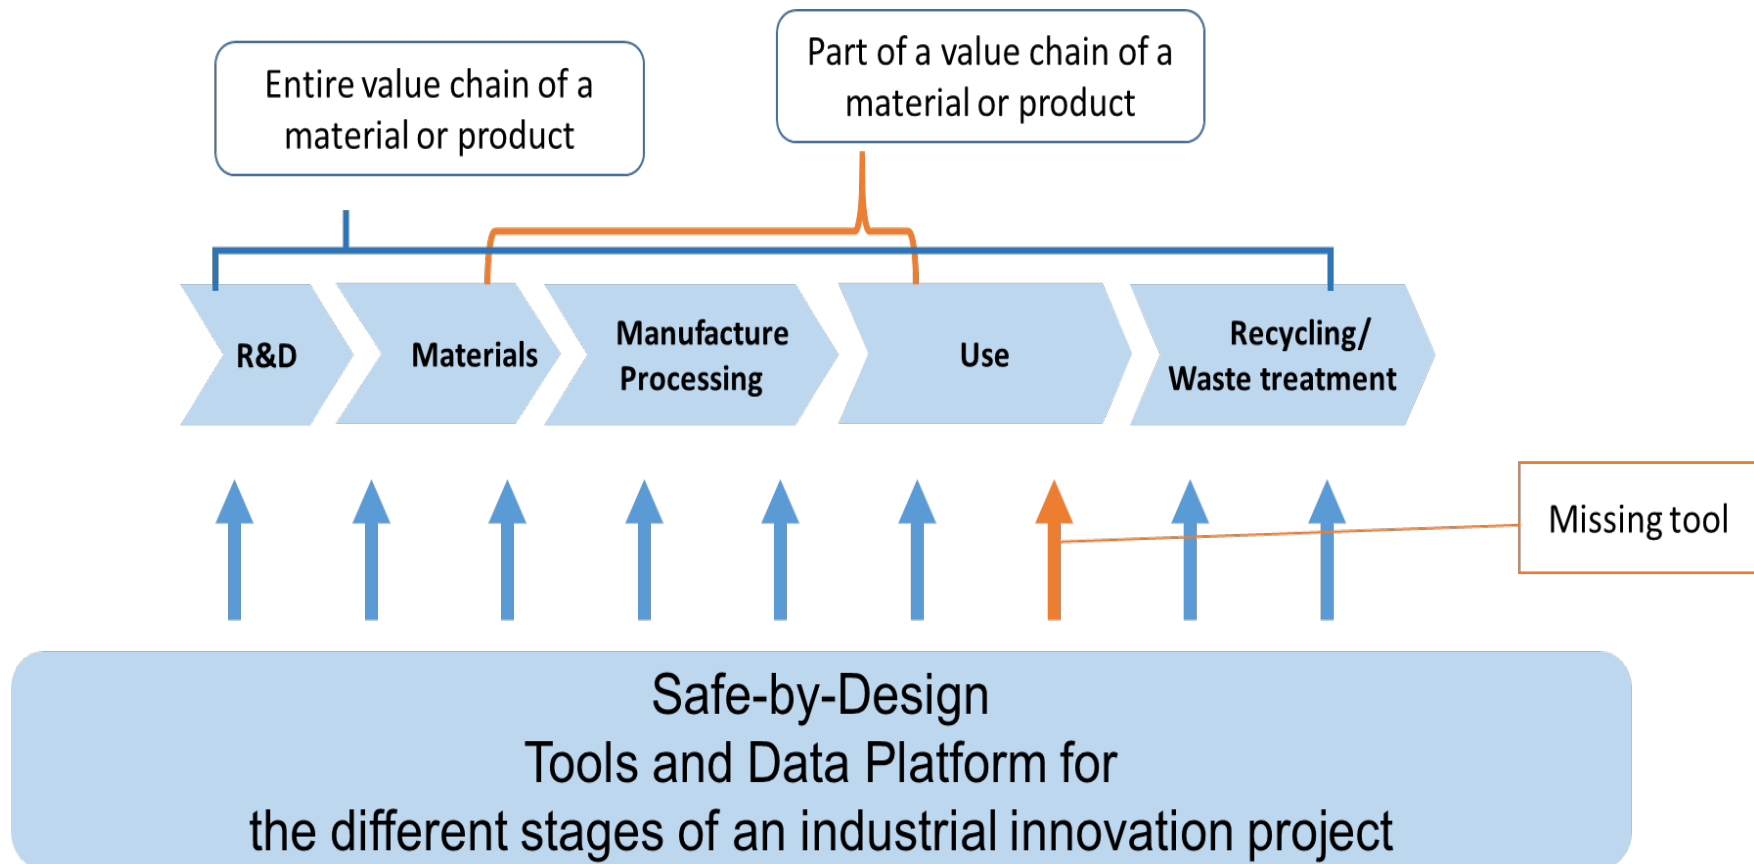 Entire value chain of a
material or product
Part of a value chain of a
material or product
R&D
Materials
Manufacture
Processing
Use
Recycling/
Waste treatment
Missing tool
Safe-by-Design
Tools and Data Platform for
the different stages of an industrial innovation project